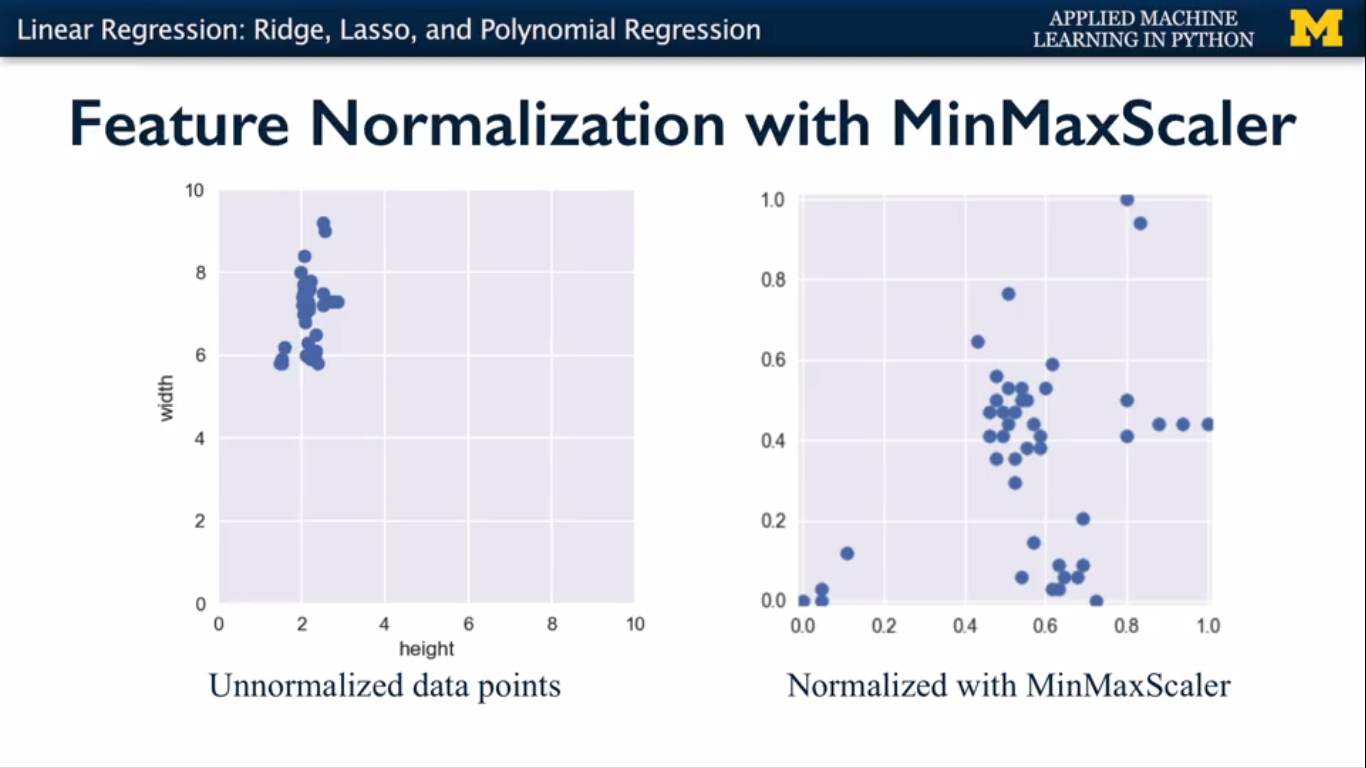 Linear Regression: Ridge, Lasso, and Polynomial Regression
APPLIED MACHINE
LEARNING IN PYTHON
M
Feature Normalization with MinMaxScaler
10
8
6
4
2
0
width
0 2 4 6 8 10
height
Unnormalized data points
1.0
0.8
0.6
0.4
0.2
0.0
0.0 0.2 0.4 0.6 0.8 1.0
Normalized with MinMaxScaler